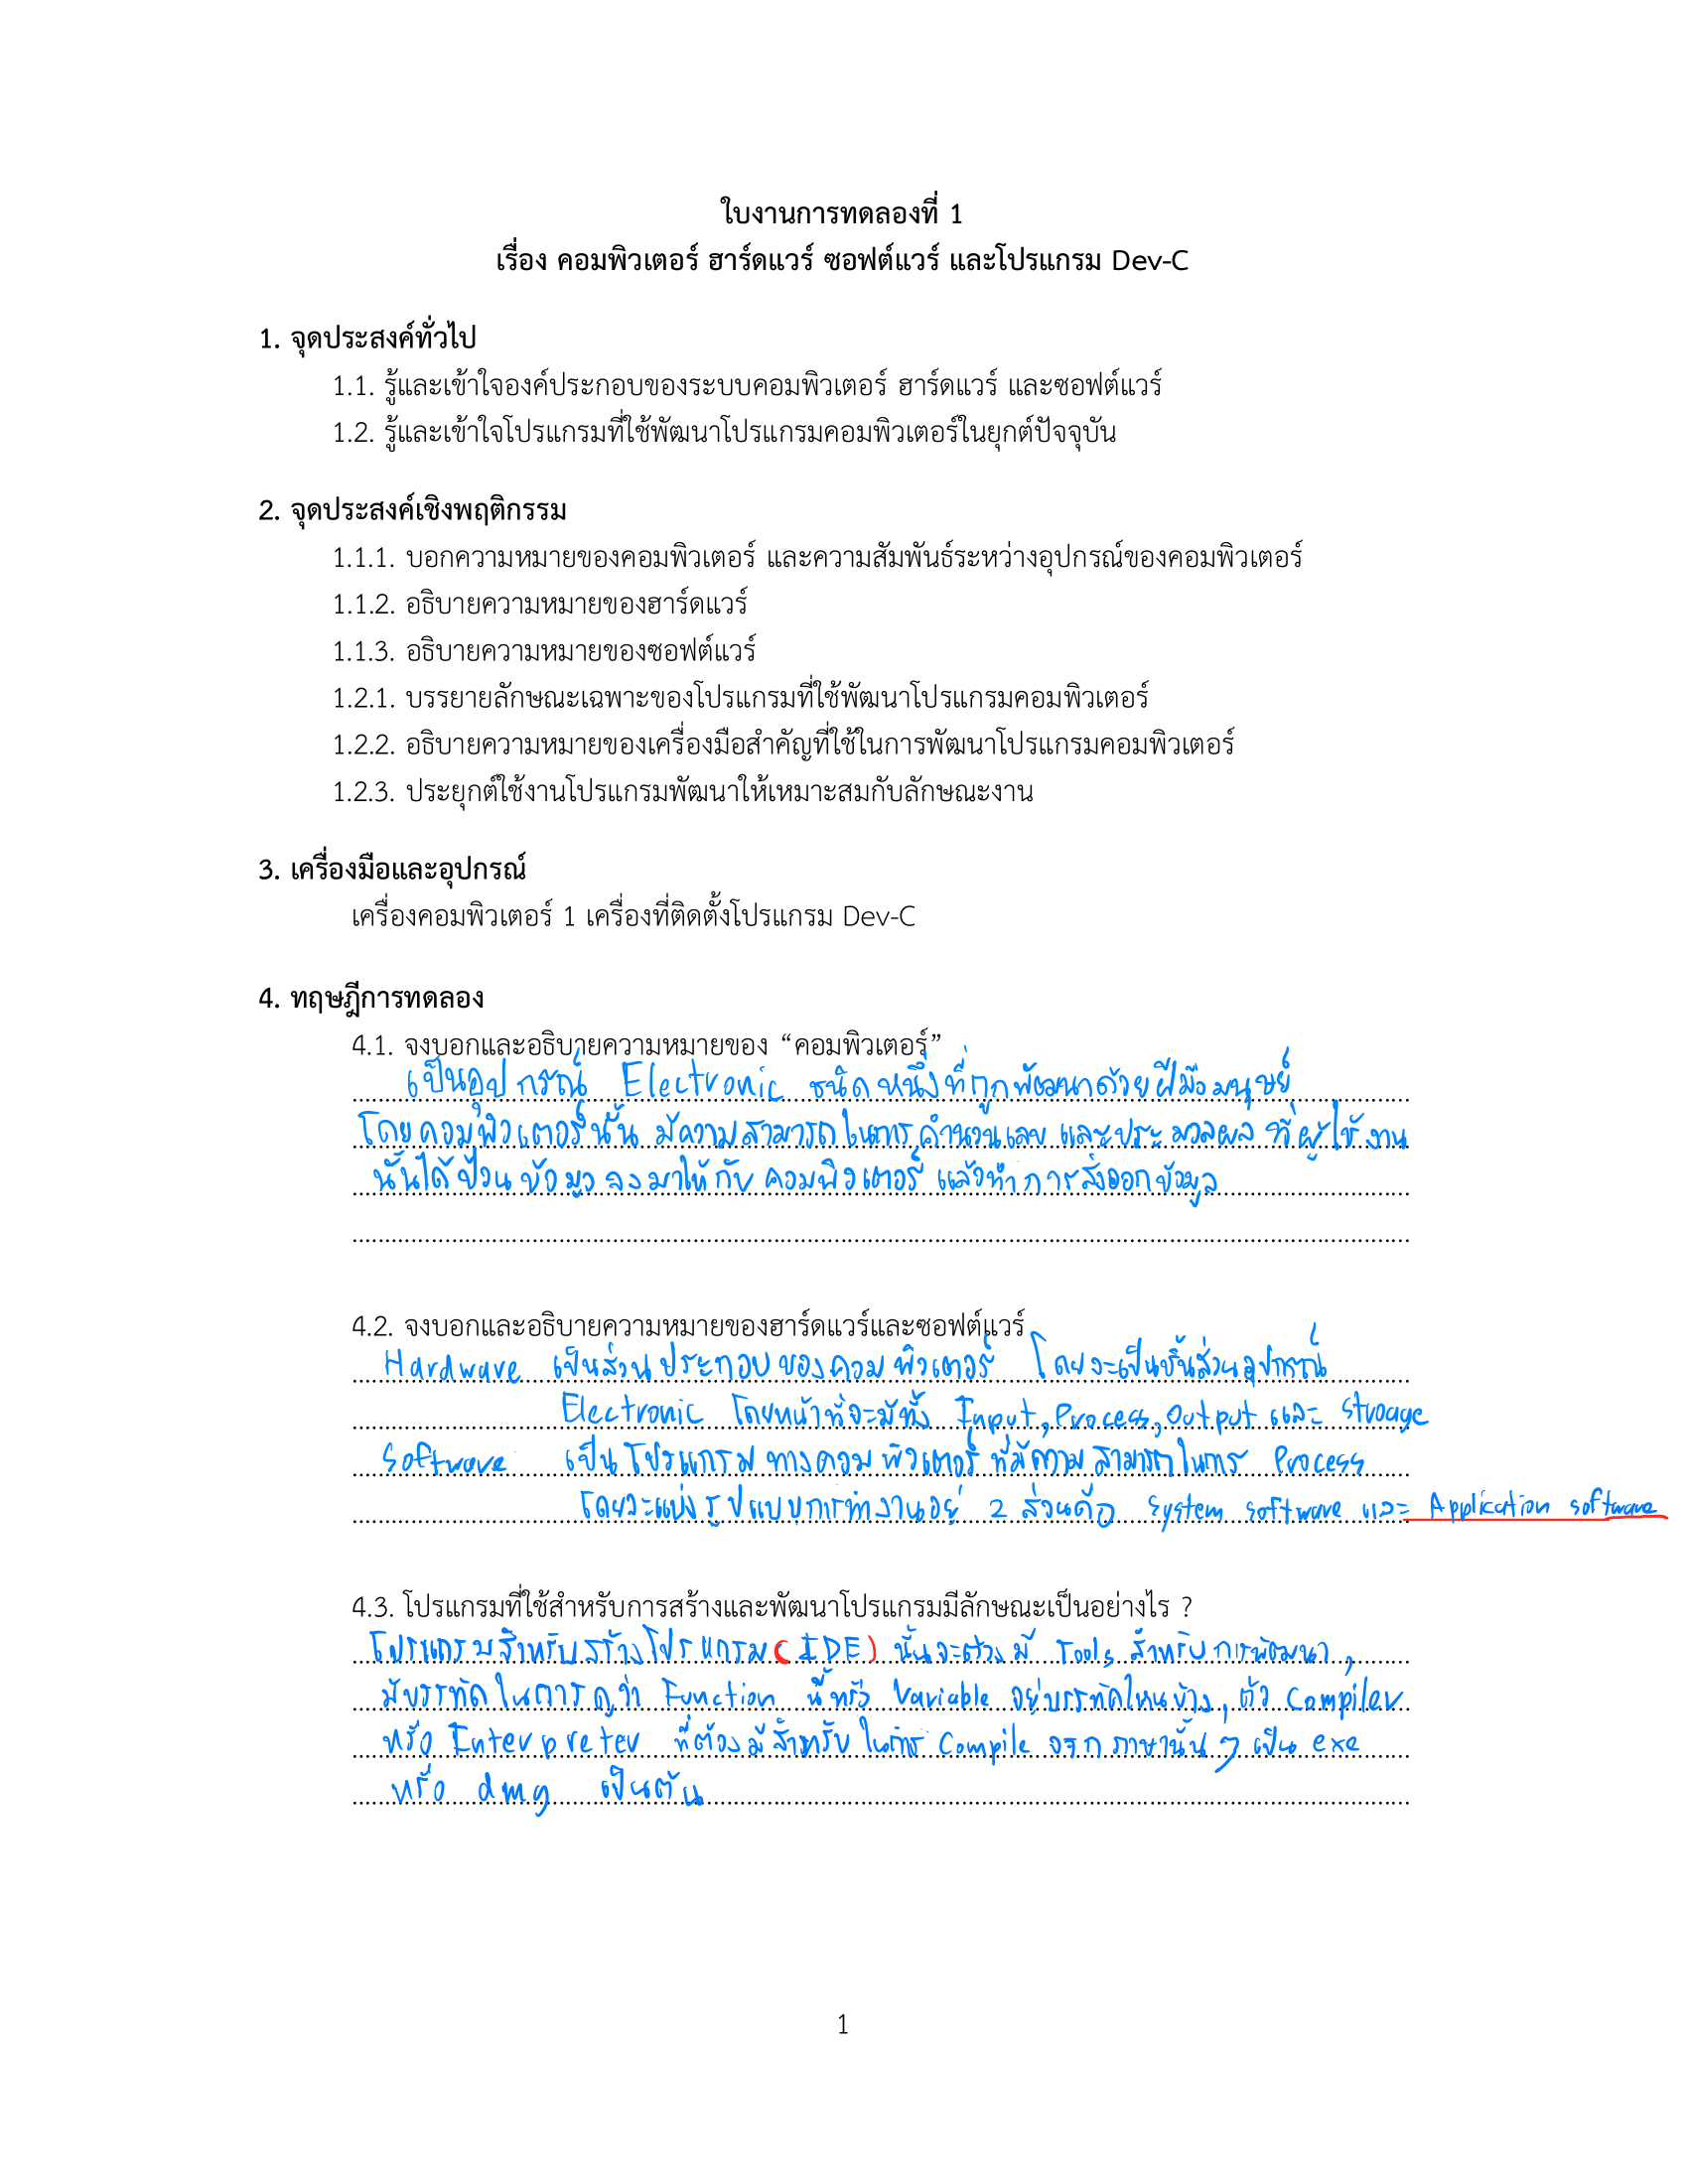 ใบงานการทดลองที่ 1
เรื่อง คอมพิวเตอร์ ฮาร์ดแวร์ ซอฟต์แวร์ และโปรแกรม Dev-C
1. จุดประสงค์ทั่วไป
1.1. รู้และเข้าใจองค์ประกอบของระบบคอมพิวเตอร์ ฮาร์ดแวร์ และซอฟต์แวร์
1.2. รู้และเข้าใจโปรแกรมที่ใช้พัฒนาโปรแกรมคอมพิวเตอร์ในยุกต์ปัจจุบัน
2. จุดประสงค์เชิงพฤติกรรม
1.1.1. บอกความหมายของคอมพิวเตอร์ และความสัมพันธ์ระหว่างอุปกรณ์ของคอมพิวเตอร์
1.1.2. อธิบายความหมายของฮาร์ดแวร์
1.1.3. อธิบายความหมายของซอฟต์แวร์
1.2.1. บรรยายลักษณะเฉพาะของโปรแกรมที่ใช้พัฒนาโปรแกรมคอมพิวเตอร์
1.2.2. อธิบายความหมายของเครื่องมือสำคัญที่ใช้ในการพัฒนาโปรแกรมคอมพิวเตอร์
1.2.3. ประยุกต์ใช้งานโปรแกรมพัฒนาให้เหมาะสมกับลักษณะงาน
3. เครื่องมือและอุปกรณ์
เครื่องคอมพิวเตอร์ 1 เครื่องที่ติดตั้งโปรแกรม Dev-C
4. ทฤษฎีการทดลอง
4.1. จงบอกและอธิบายความหมายของ “คอมพิวเตอร์”
เป็นอุปกรณ์ Electronic ชนิดหนึ่งที่ถูกพัฒนาด้วยฝีมือมนุษย์
โดยคอมพิวเตอร์นั้น มีความสามารถในการคำนวนเลข และประมวลผล ที่ผู้ใช้งาน
นั้นได้ป้อนข้อมูลลงมาให้กับคอมพิวเตอร์ แล้วทำการส่งออกข้อมูล
4.2. จงบอกและอธิบายความหมายของฮาร์ดแวร์และซอฟต์แวร์
Hardware เป็นส่วนประกอบของคอมพิวเตอร์ โดยจะเป็นชิ้นส่วนอุปกรณ์
Electronic โดยหน้าที่จะมีทั้ง Input, Process, Output และ Stroage
Software เป็นโปรแกรมทางคอมพิวเตอร์ ที่มีความสามารถในการ Process
โดยจะแบ่งรูปแบบการทำงานอยู่ 2 ส่วนคือ System software และ Application software
4.3. โปรแกรมที่ใช้สำหรับการสร้างและพัฒนาโปรแกรมมีลักษณะเป็นอย่างไร ?
โปรแกรมสำหรับสร้างโปรแกรม (IDE) นั้นจะต้องมี Tools สำหรับการพัฒนา,
มีบรรทัดในการดูว่า Function นี้หรือ Variable อยู่บรรทัดไหนบ้าง, ตัว Compiler
หรือ Interpreter ที่ต้องมีสำหรับในการ Compile จากภาษานั้นๆ เป็น exe
หรือ dmg เป็นต้น
1